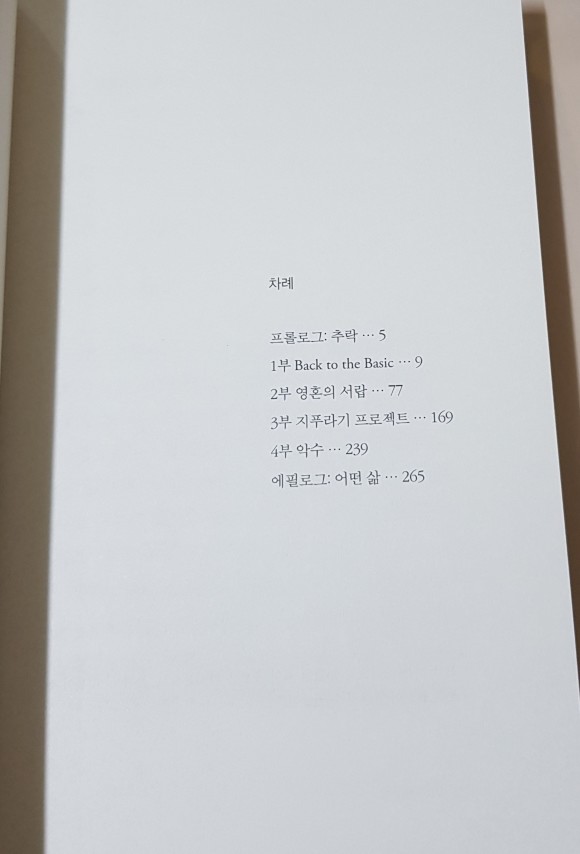 차례
프롤로그: 추락 … 5
1부 Back to the Basic … 9
2부 영혼의 서랍 … 77
3부 지푸라기 프로젝트 … 169
4부 악수 … 239
에필로그: 어떤 삶 … 265